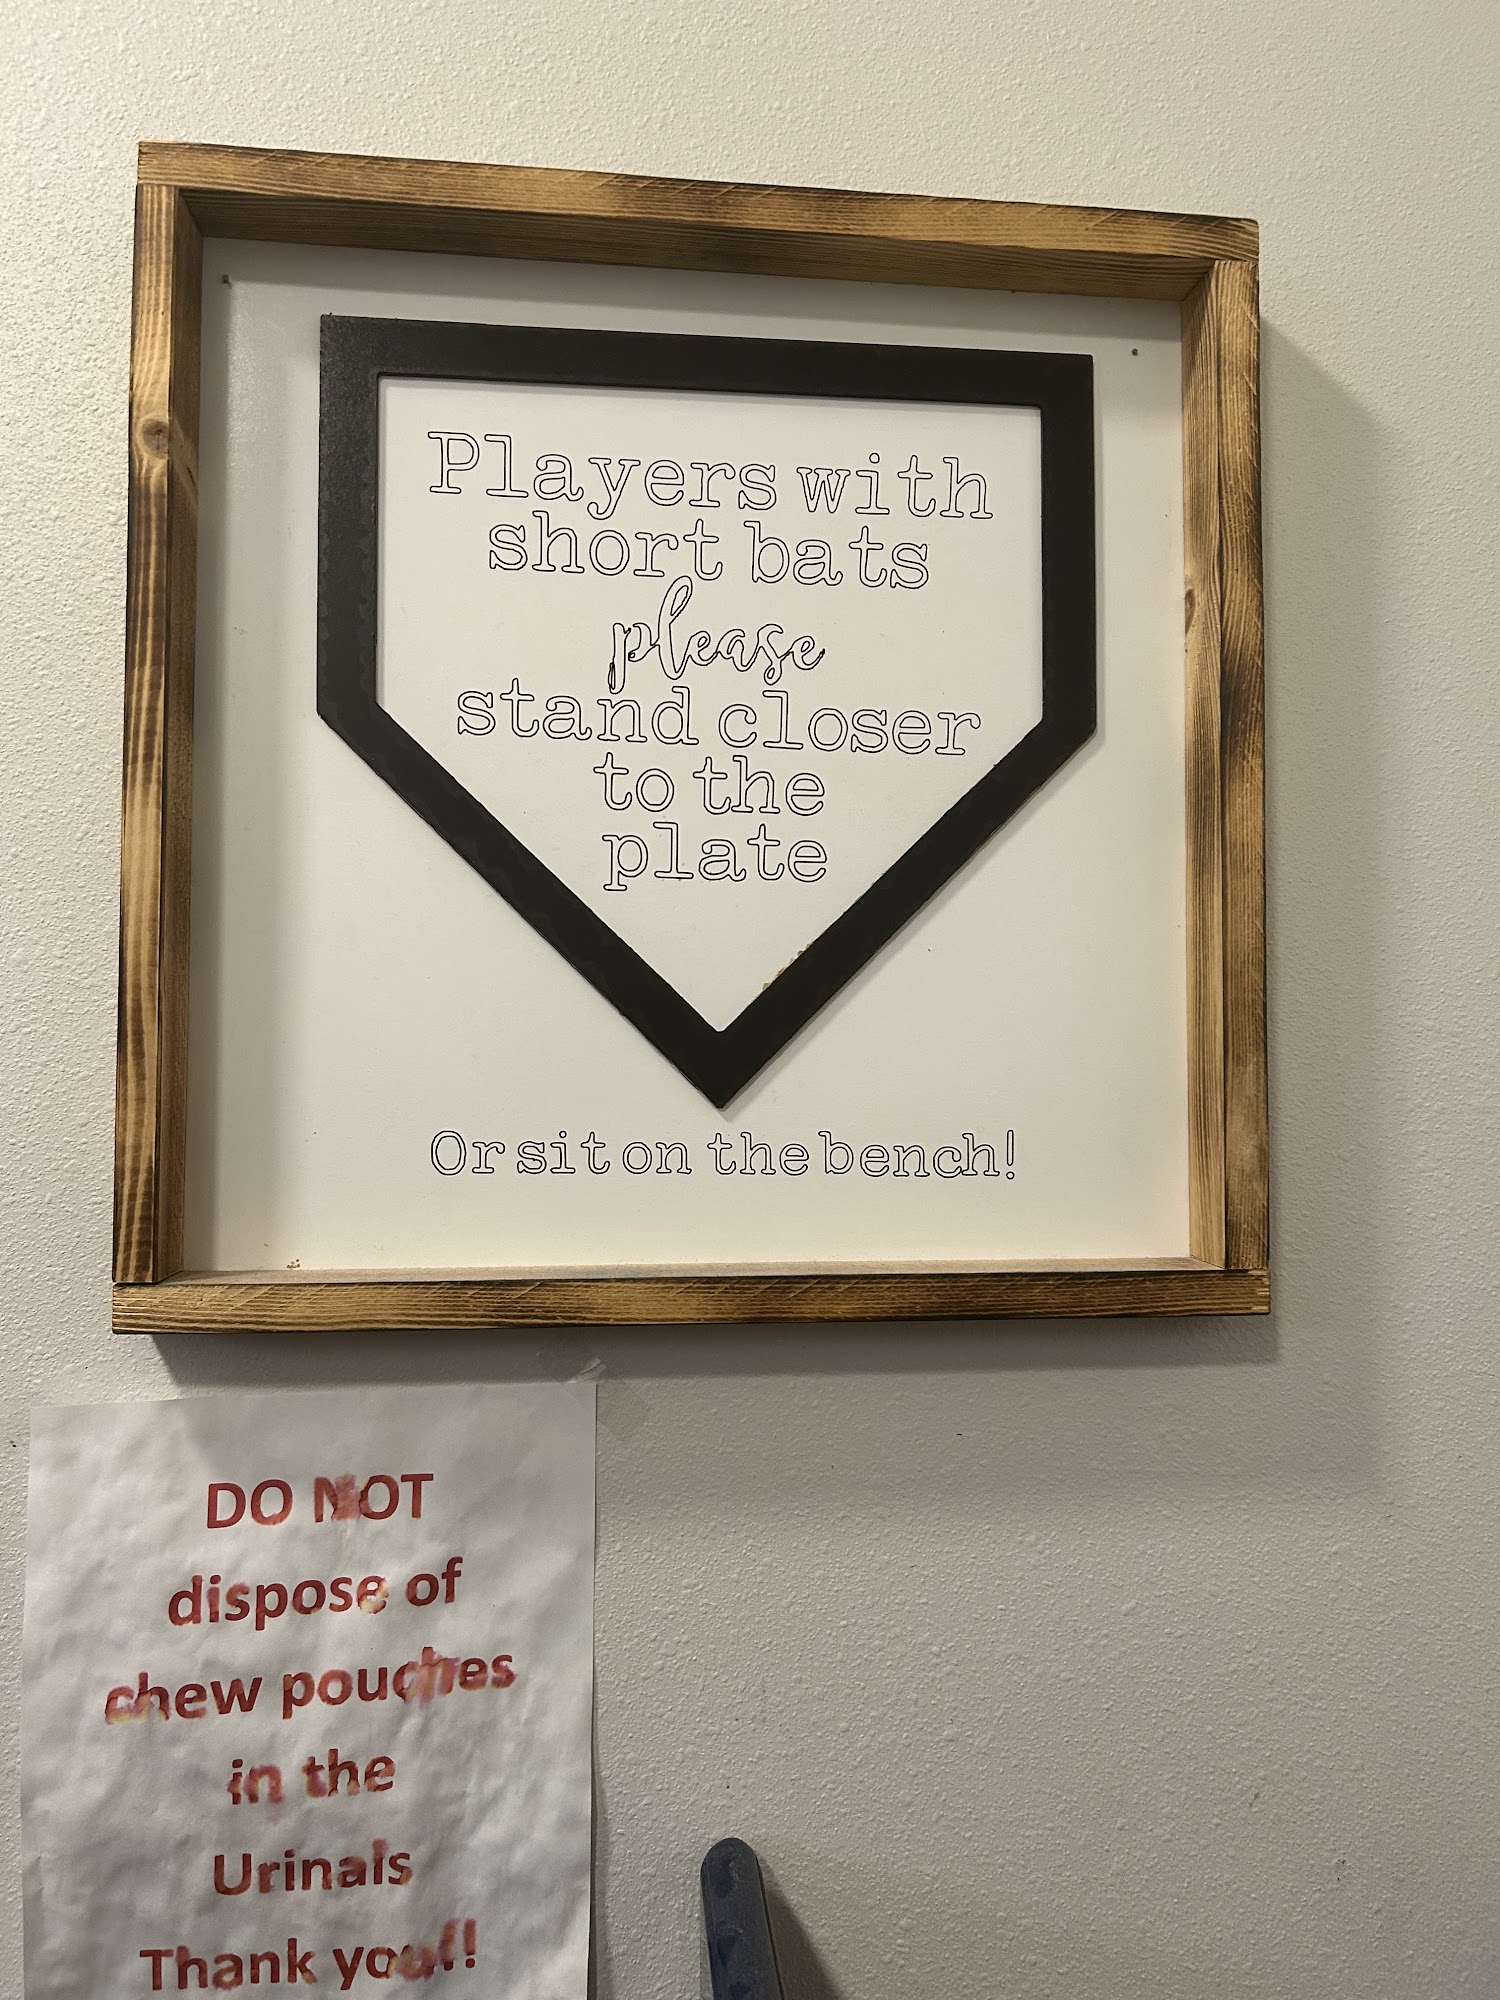 Players with
short bats
please
stand closer
to the
plate
Or sit on the bench!
DO NOT
dispose of
chew pouches
in the
Urinals
Thank you!!